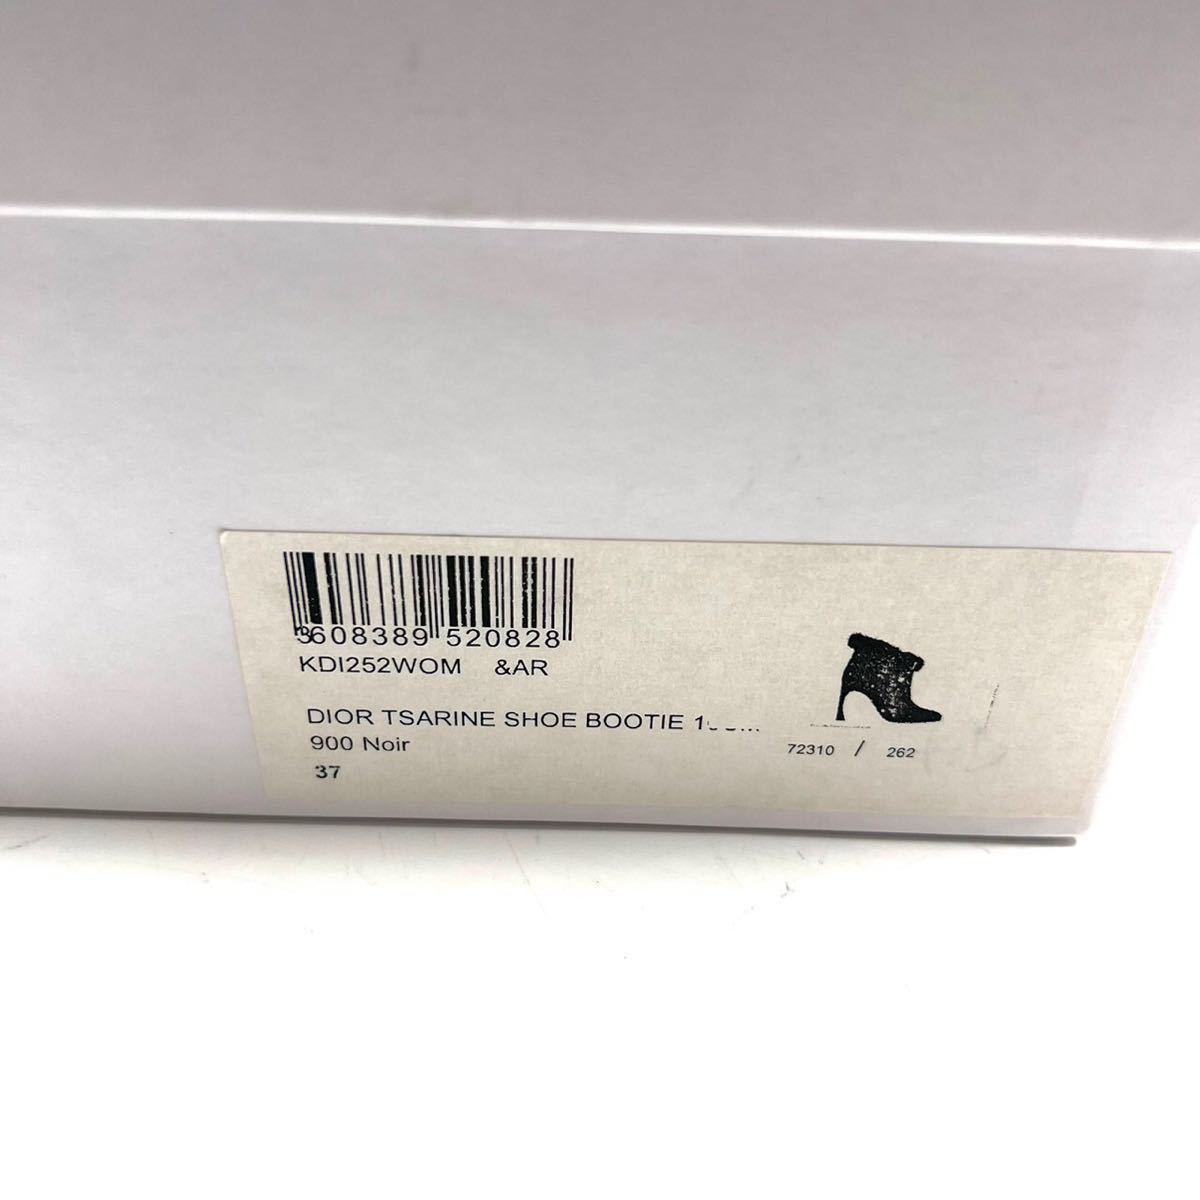 3608389 520828
KDI252WOM &AR
DIOR TSARINE SHOE BOOTIE
900 Noir
37
72310 / 262